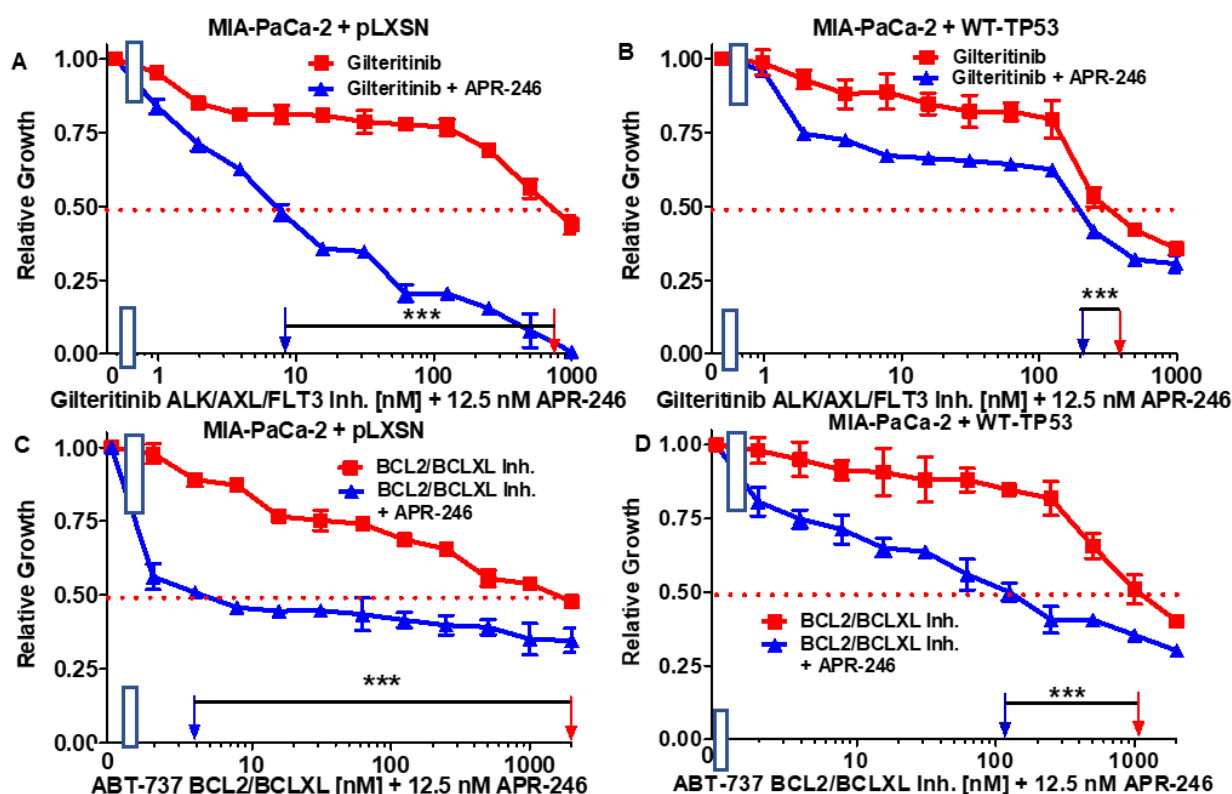 MIA-PaCa-2 + pLXSN
A
Gilteritinib
Gilteritinib + APR-246
Relative Growth
1.00
0.75
0.50
0.25
0.00
***
0 1 10 100 1000
Gilteritinib ALK/AXL/FLT3 Inh. [nM] + 12.5 nM APR-246
MIA-PaCa-2 + WT-TP53
B
Gilteritinib
Gilteritinib + APR-246
Relative Growth
1.00
0.75
0.50
0.25
0.00
***
0 1 10 100 1000
Gilteritinib ALK/AXL/FLT3 Inh. [nM] + 12.5 nM APR-246
MIA-PaCa-2 + pLXSN
C
BCL2/BCLXL Inh.
BCL2/BCLXL Inh.
+ APR-246
Relative Growth
1.00
0.75
0.50
0.25
0.00
***
0 10 100 1000
ABT-737 BCL2/BCLXL [nM] + 12.5 nM APR-246
MIA-PaCa-2 + WT-TP53
D
Relative Growth
1.00
0.75
0.50
0.25
0.00
BCL2/BCLXL Inh.
BCL2/BCLXL Inh.
+ APR-246
***
0 10 100 1000
ABT-737 BCL2/BCLXL Inh. [nM] + 12.5 nM APR-246